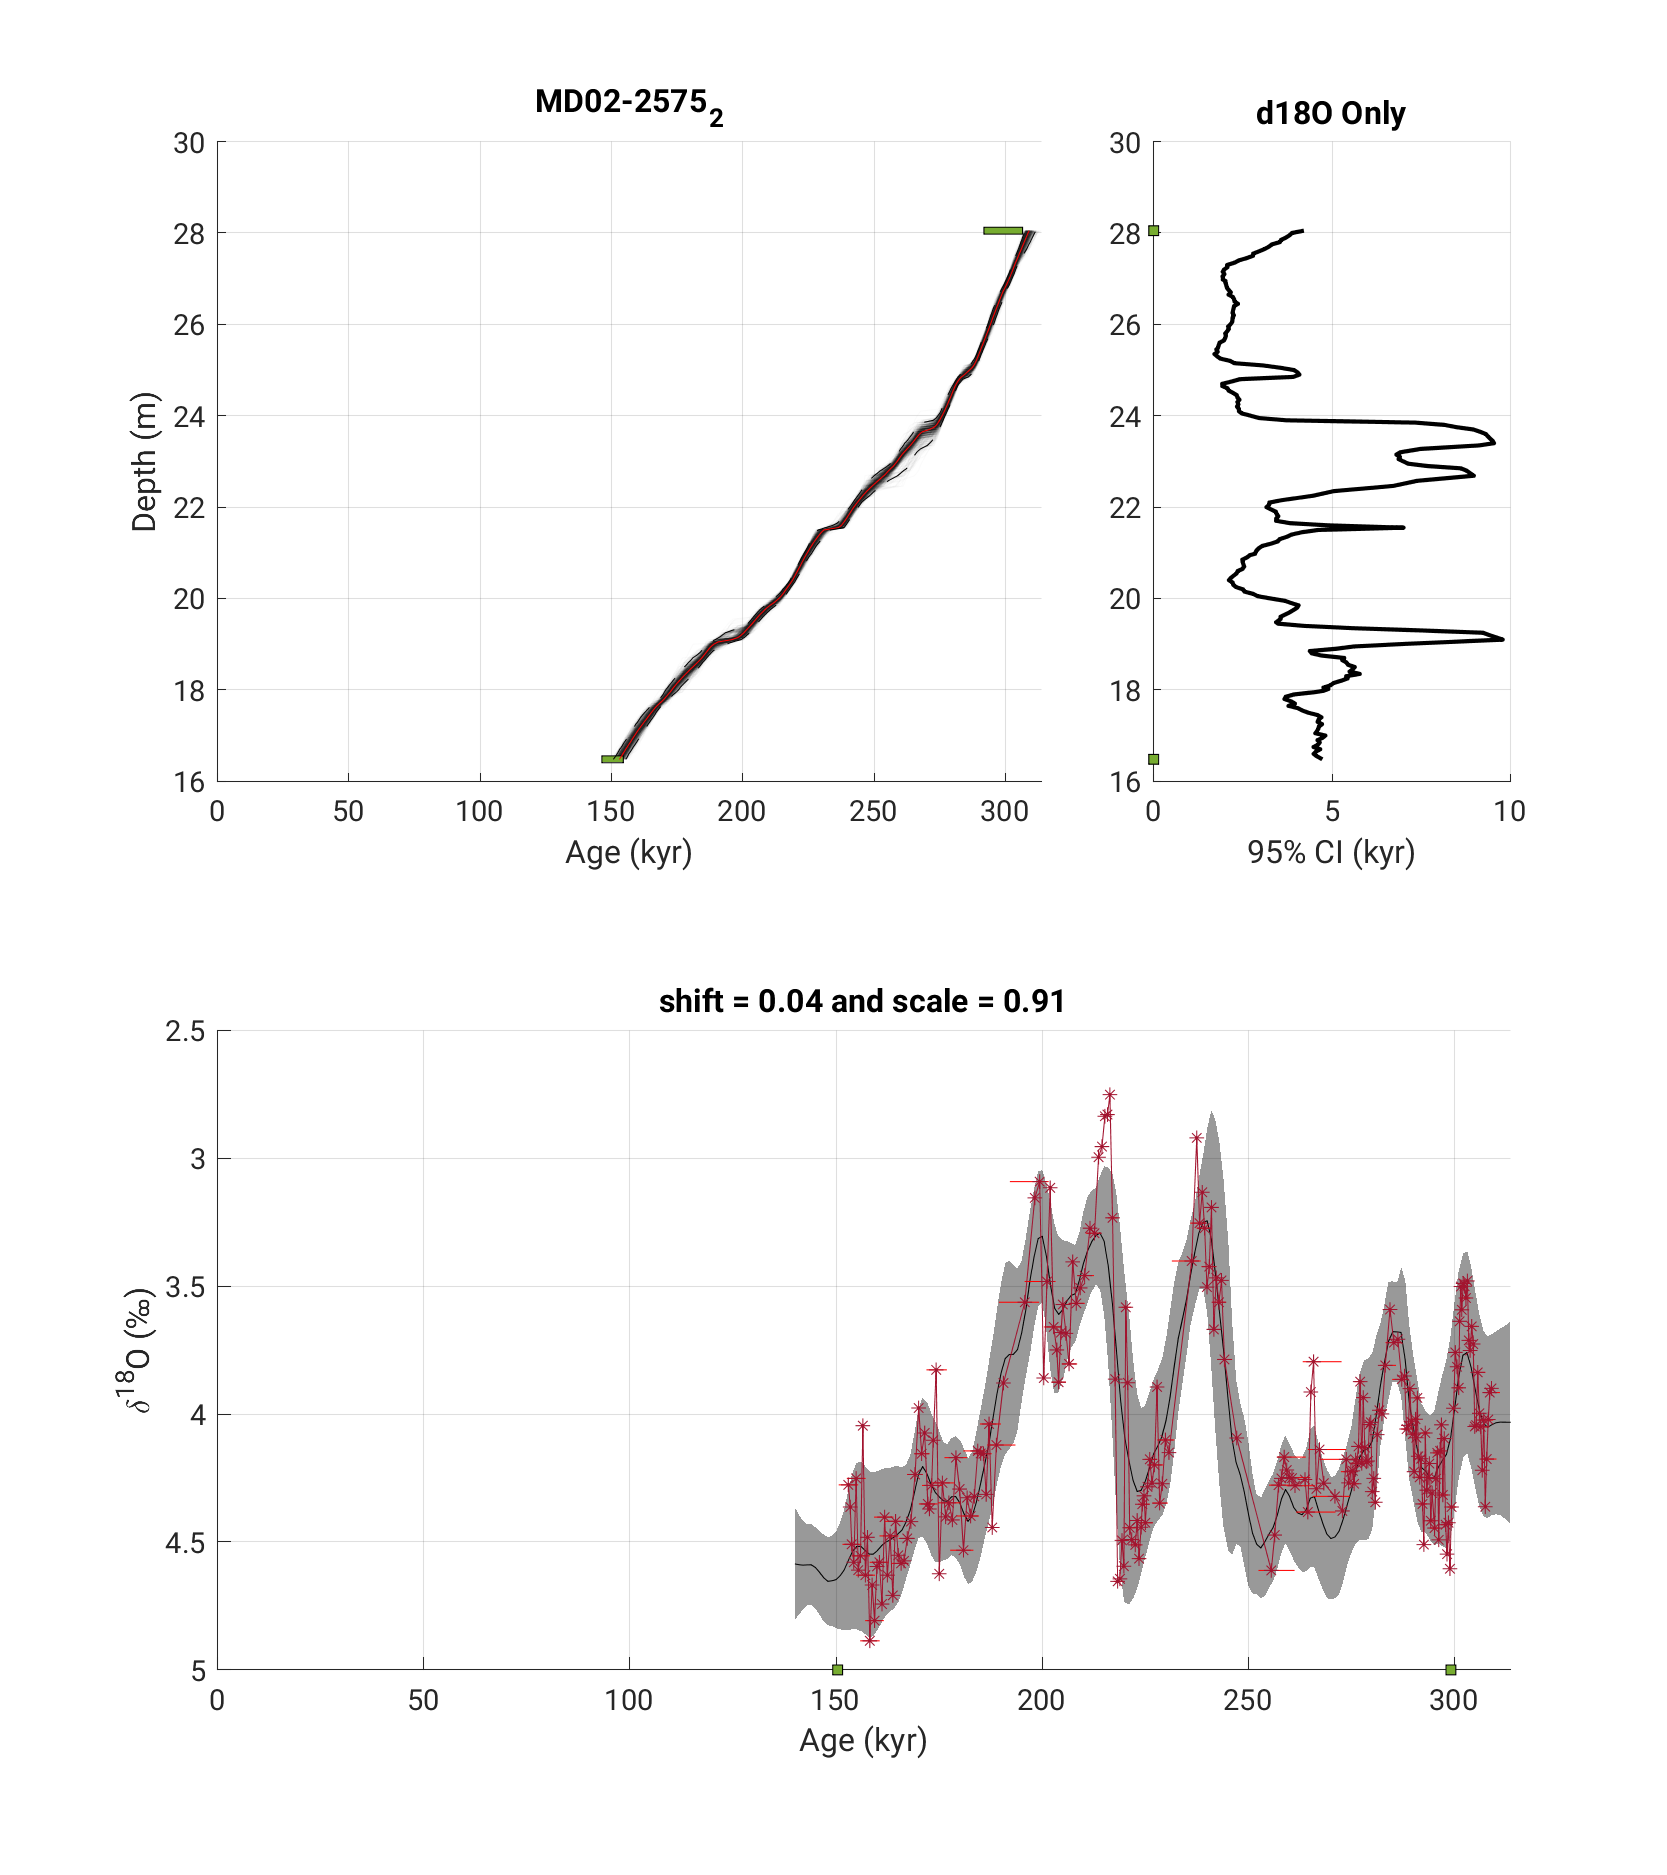 MD02-2575₂
d18O Only
30
28
26
24
22
20
18
16
Depth (m)
0 50 100 150 200 250 300
Age (kyr)
30
28
26
24
22
20
18
16
0 5 10
95% CI (kyr)
shift = 0.04 and scale = 0.91
2.5
3
3.5
4
4.5
5
δ¹⁸O (‰)
0 50 100 150 200 250 300
Age (kyr)